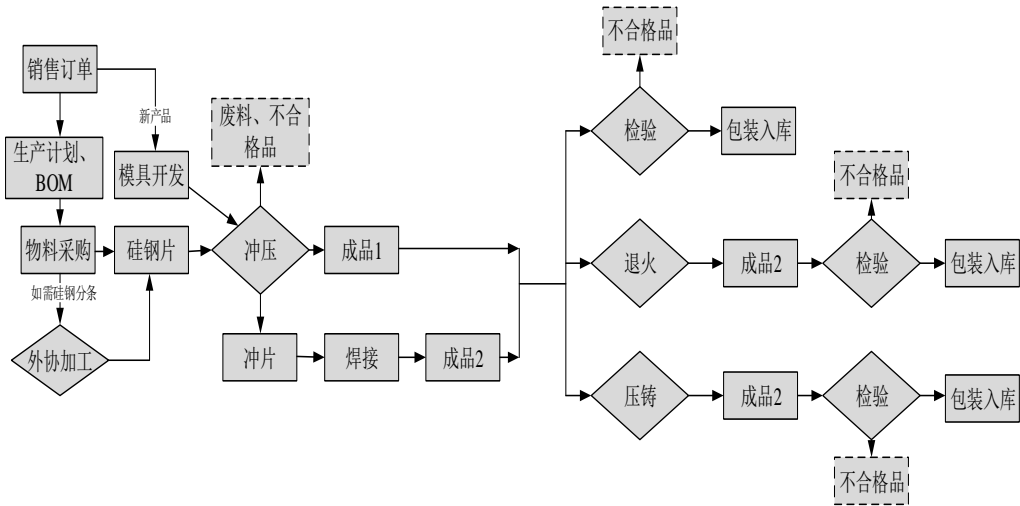 不合格品
销售订单
新产品
废料、不合
格品
检验
包装入库
生产计划、
BOM
模具开发
不合格品
物料采购
硅钢片
冲压
成品1
退火
成品2
检验
包装入库
如需硅钢分条
外协加工
冲片
焊接
成品2
压铸
成品2
检验
包装入库
不合格品